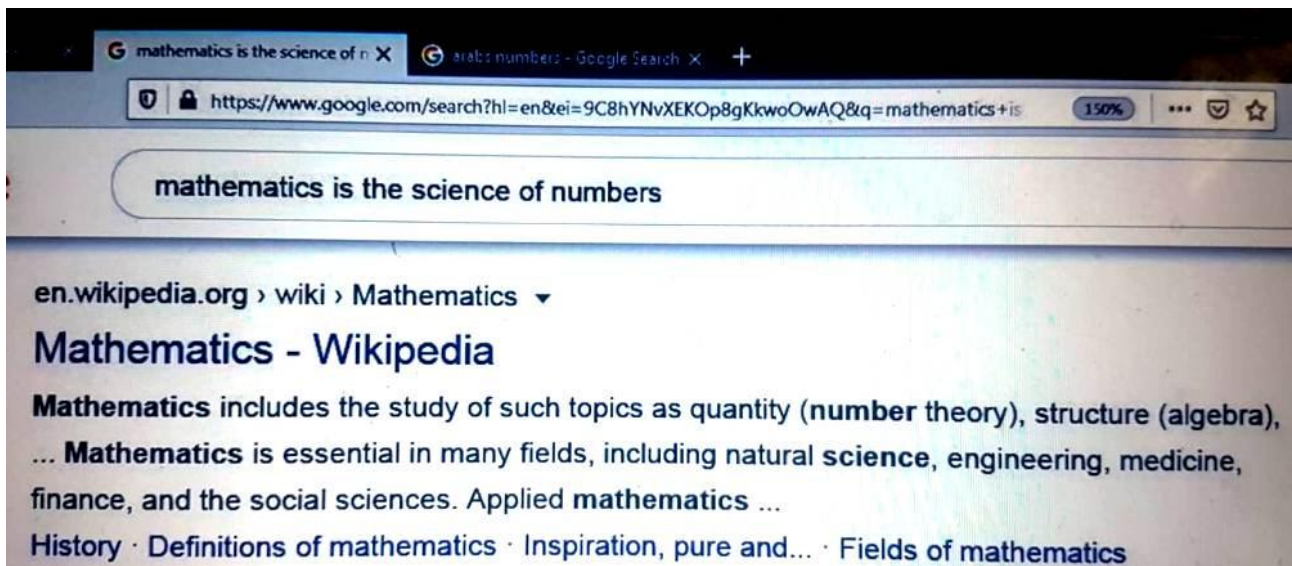 mathematics is the science of n
arabs numbers - Google Search
https://www.google.com/search?hl=en&ei=9C8hYNvXEKOp8gKkwoOwAQ&q=mathematics+is
150%
mathematics is the science of numbers
en.wikipedia.org › wiki › Mathematics
Mathematics - Wikipedia
Mathematics includes the study of such topics as quantity (number theory), structure (algebra),
... Mathematics is essential in many fields, including natural science, engineering, medicine,
finance, and the social sciences. Applied mathematics ...
History · Definitions of mathematics · Inspiration, pure and... · Fields of mathematics